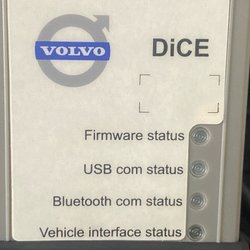 VOLVO
DiCE
Firmware status
USB com status
Bluetooth com status
Vehicle interface status